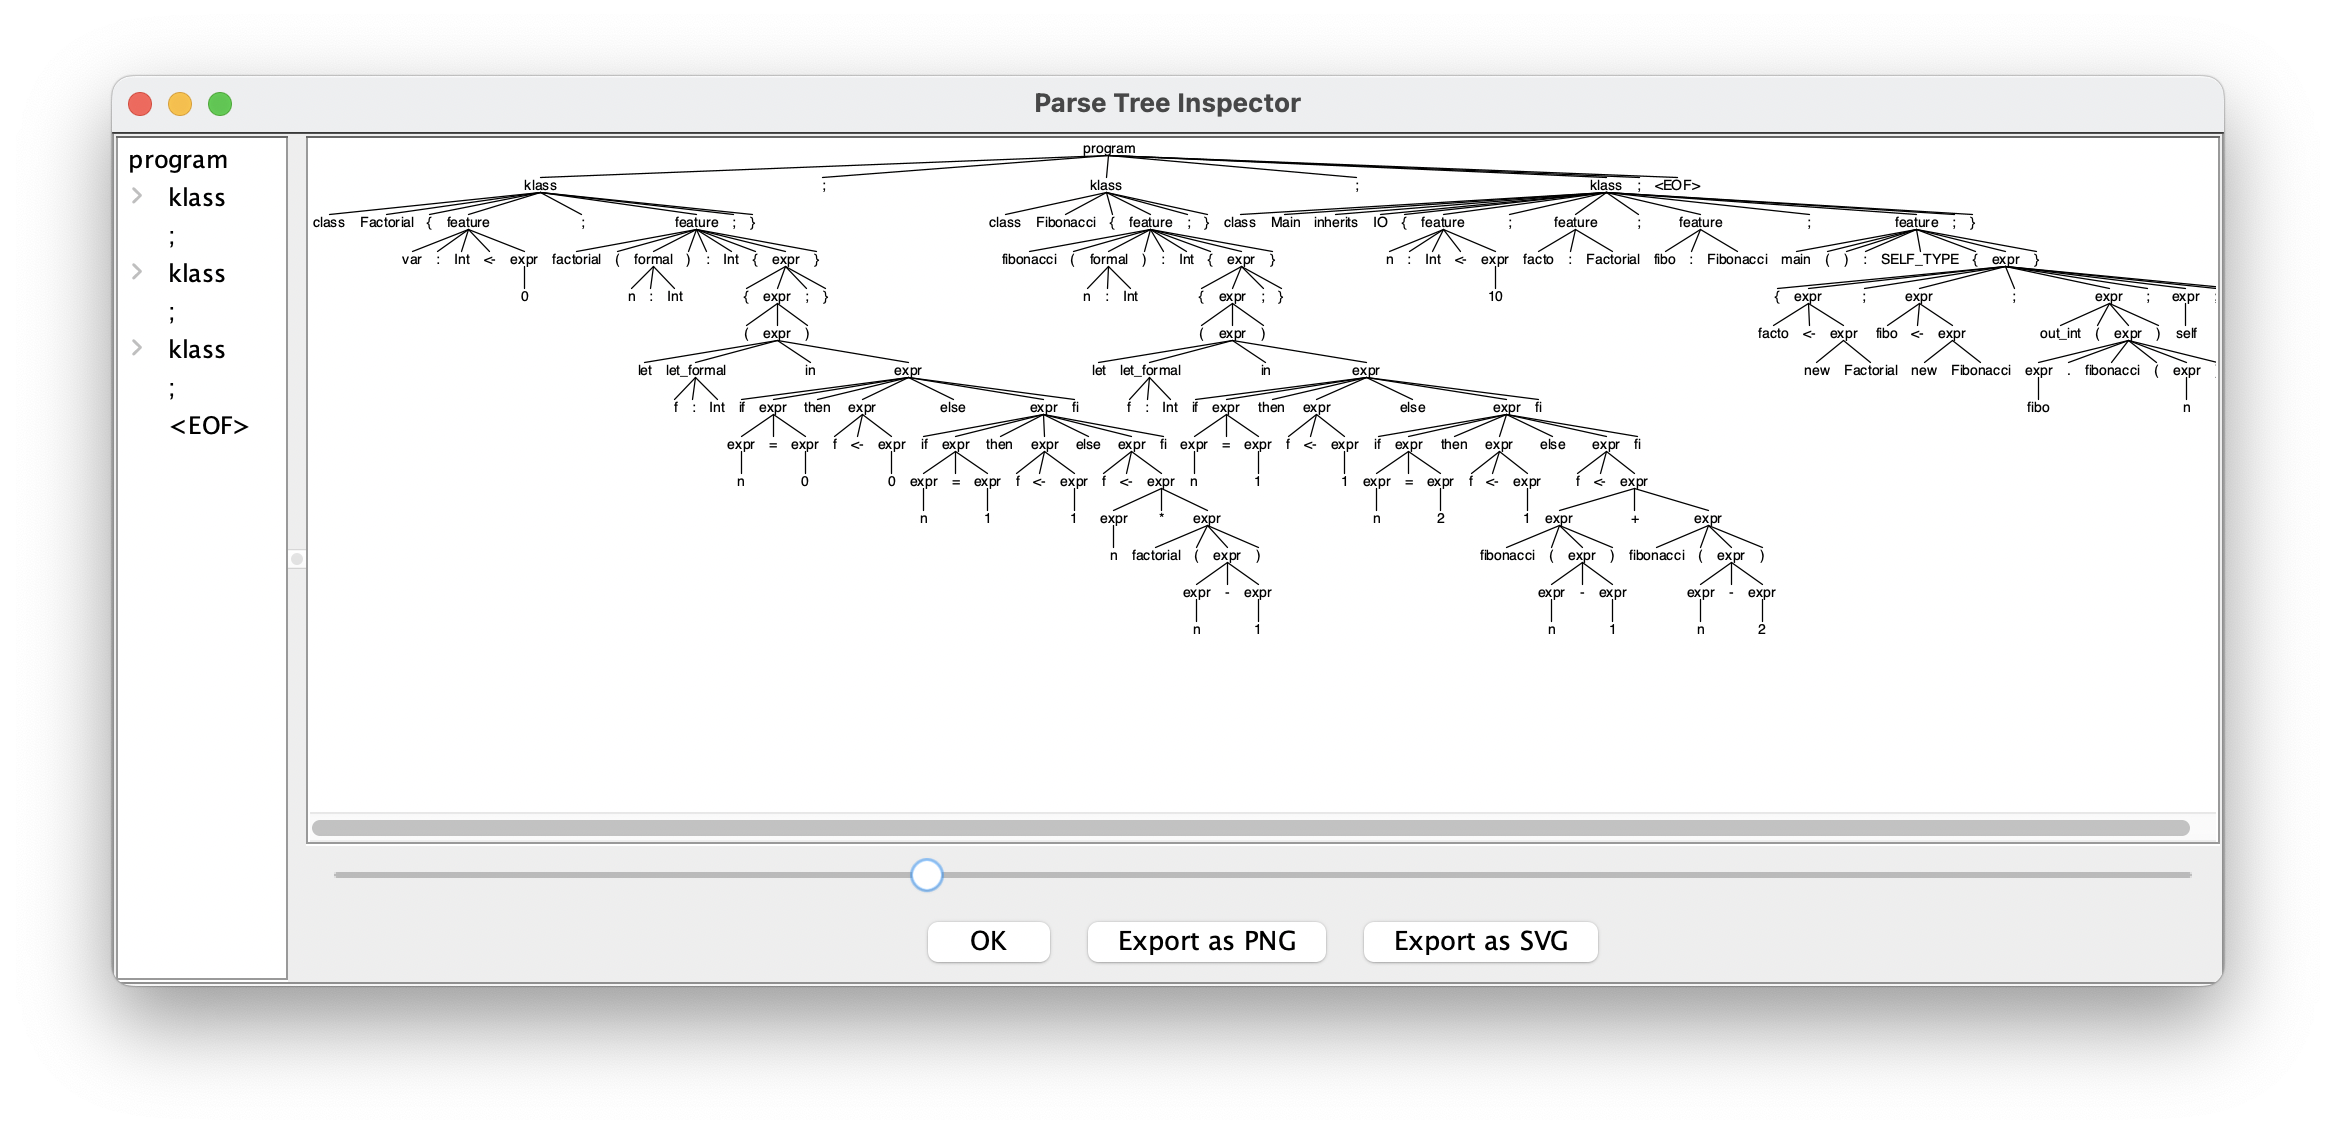 Parse Tree Inspector
program
klass
;
klass
;
klass
;
<EOF>
program
klass ; klass ; klass ; <EOF>
class Factorial { feature ; feature ; } class Fibonacci { feature ; } class Main inherits IO { feature ; feature ; feature ; feature ; }
var : Int <- expr factorial ( formal ) : Int { expr } fibonacci ( formal ) : Int { expr } n : Int <- expr facto : Factorial fibo : Fibonacci main ( ) : SELF_TYPE { expr }
0 n : Int { expr ; } n : Int { expr ; } 10 { expr ; expr ; expr ; expr ;
( expr ) ( expr ) facto <- expr fibo <- expr out_int ( expr ) self
let let_formal in expr let let_formal in expr new Factorial new Fibonacci expr . fibonacci ( expr
f : Int if expr then expr else expr fi f : Int if expr then expr else expr fi fibo n
expr = expr f <- expr if expr then expr else expr fi expr = expr f <- expr if expr then expr else expr fi
n 0 0 expr = expr f <- expr f <- expr n 1 1 expr = expr f <- expr f <- expr
n 1 1 expr * expr n 2 1 expr + expr
n factorial ( expr ) fibonacci ( expr ) fibonacci ( expr )
expr - expr expr - expr expr - expr
n 1 n 1 n 2
OK Export as PNG Export as SVG